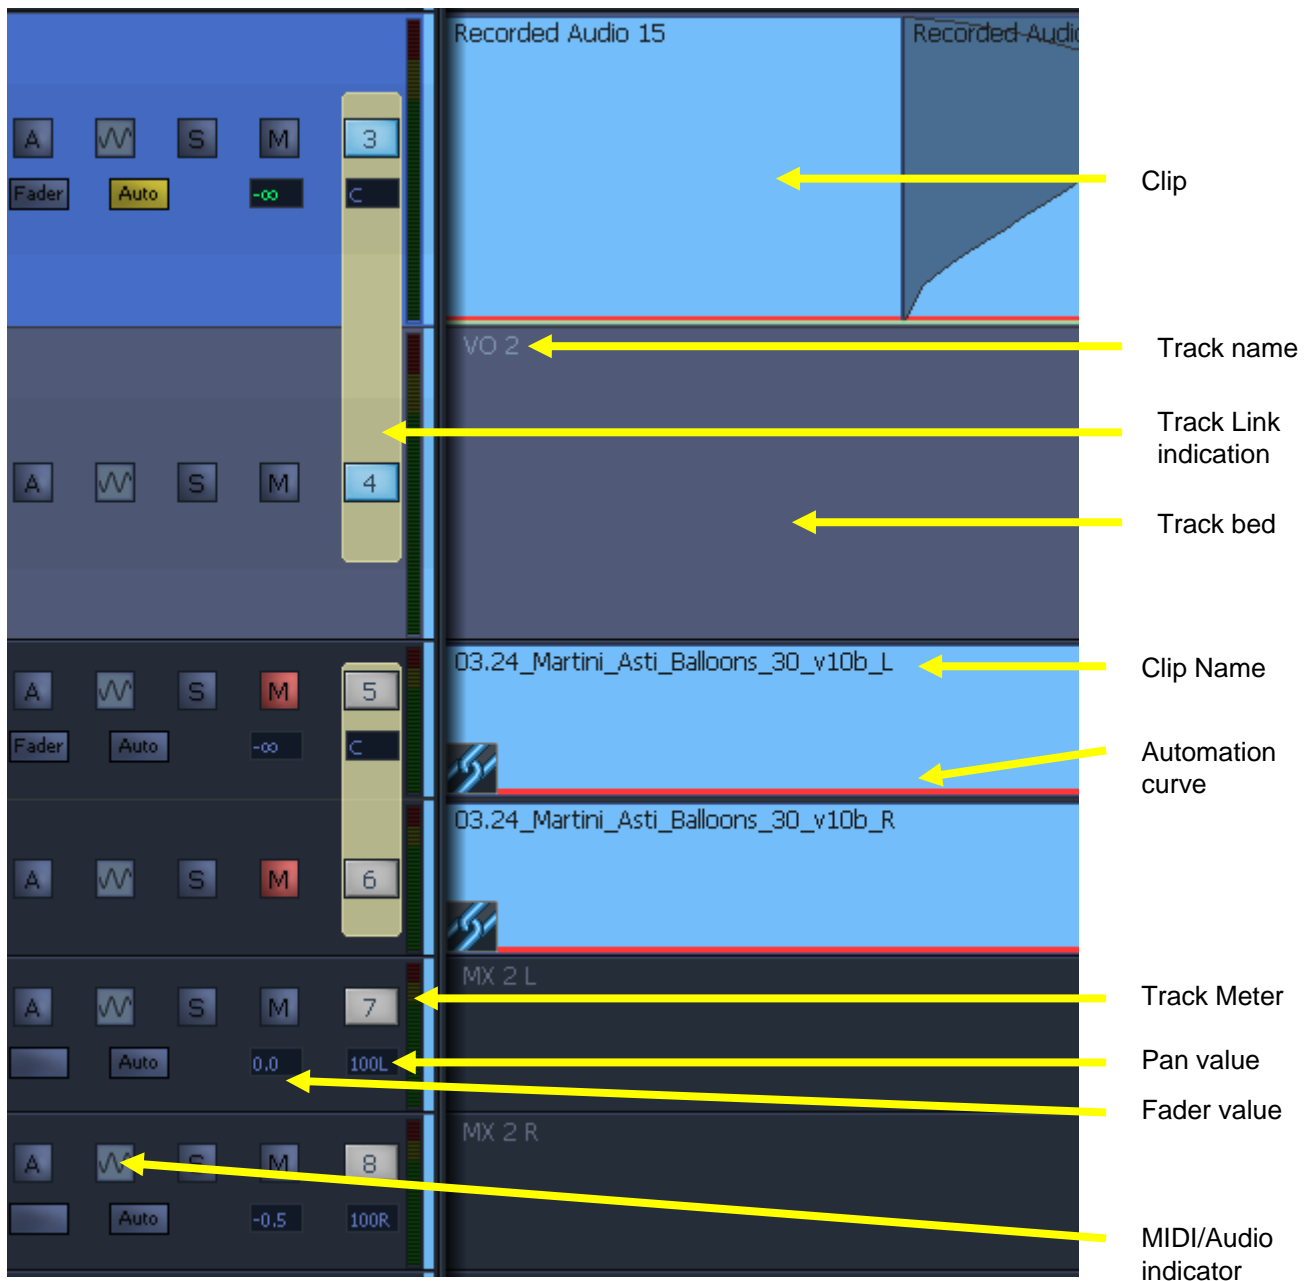 Recorded Audio 15
Recorded Audio
A S M 3
Fader Auto -∞ C
Clip
VO 2
Track name
Track Link
indication
A S M 4
Track bed
03.24_Martini_Asti_Balloons_30_v10b_L
Clip Name
A S M 5
Fader Auto -∞ C
Automation
curve
03.24_Martini_Asti_Balloons_30_v10b_R
A S M 6
MX 2 L
A S M 7
Track Meter
Auto 0.0 100L
Pan value
Fader value
MX 2 R
A S M 8
Auto -0.5 100R
MIDI/Audio
indicator